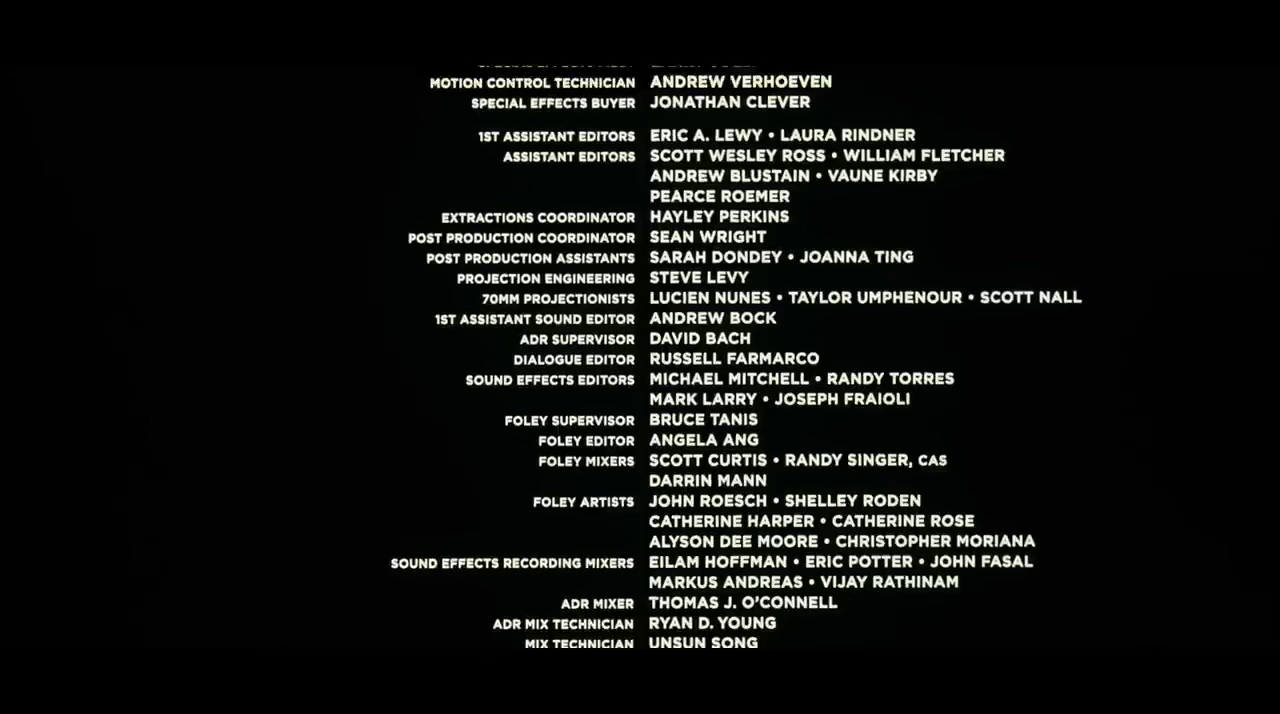 MOTION CONTROL TECHNICIAN ANDREW VERHOEVEN
SPECIAL EFFECTS BUYER JONATHAN CLEVER
1ST ASSISTANT EDITORS ERIC A. LEWY • LAURA RINDNER
ASSISTANT EDITORS SCOTT WESLEY ROSS • WILLIAM FLETCHER
ANDREW BLUSTAIN • VAUNE KIRBY
PEARCE ROEMER
EXTRACTIONS COORDINATOR HAYLEY PERKINS
POST PRODUCTION COORDINATOR SEAN WRIGHT
POST PRODUCTION ASSISTANTS SARAH DONDEY • JOANNA TING
PROJECTION ENGINEERING STEVE LEVY
70MM PROJECTIONISTS LUCIEN NUNES • TAYLOR UMPHENOUR • SCOTT NALL
1ST ASSISTANT SOUND EDITOR ANDREW BOCK
ADR SUPERVISOR DAVID BACH
DIALOGUE EDITOR RUSSELL FARMARCO
SOUND EFFECTS EDITORS MICHAEL MITCHELL • RANDY TORRES
MARK LARRY • JOSEPH FRAIOLI
FOLEY SUPERVISOR BRUCE TANIS
FOLEY EDITOR ANGELA ANG
FOLEY MIXERS SCOTT CURTIS • RANDY SINGER, CAS
DARRIN MANN
FOLEY ARTISTS JOHN ROESCH • SHELLEY RODEN
CATHERINE HARPER • CATHERINE ROSE
ALYSON DEE MOORE • CHRISTOPHER MORIANA
SOUND EFFECTS RECORDING MIXERS EILAM HOFFMAN • ERIC POTTER • JOHN FASAL
MARKUS ANDREAS • VIJAY RATHINAM
ADR MIXER THOMAS J. O'CONNELL
ADR MIX TECHNICIAN RYAN D. YOUNG
MIX TECHNICIAN UNSUN SONG